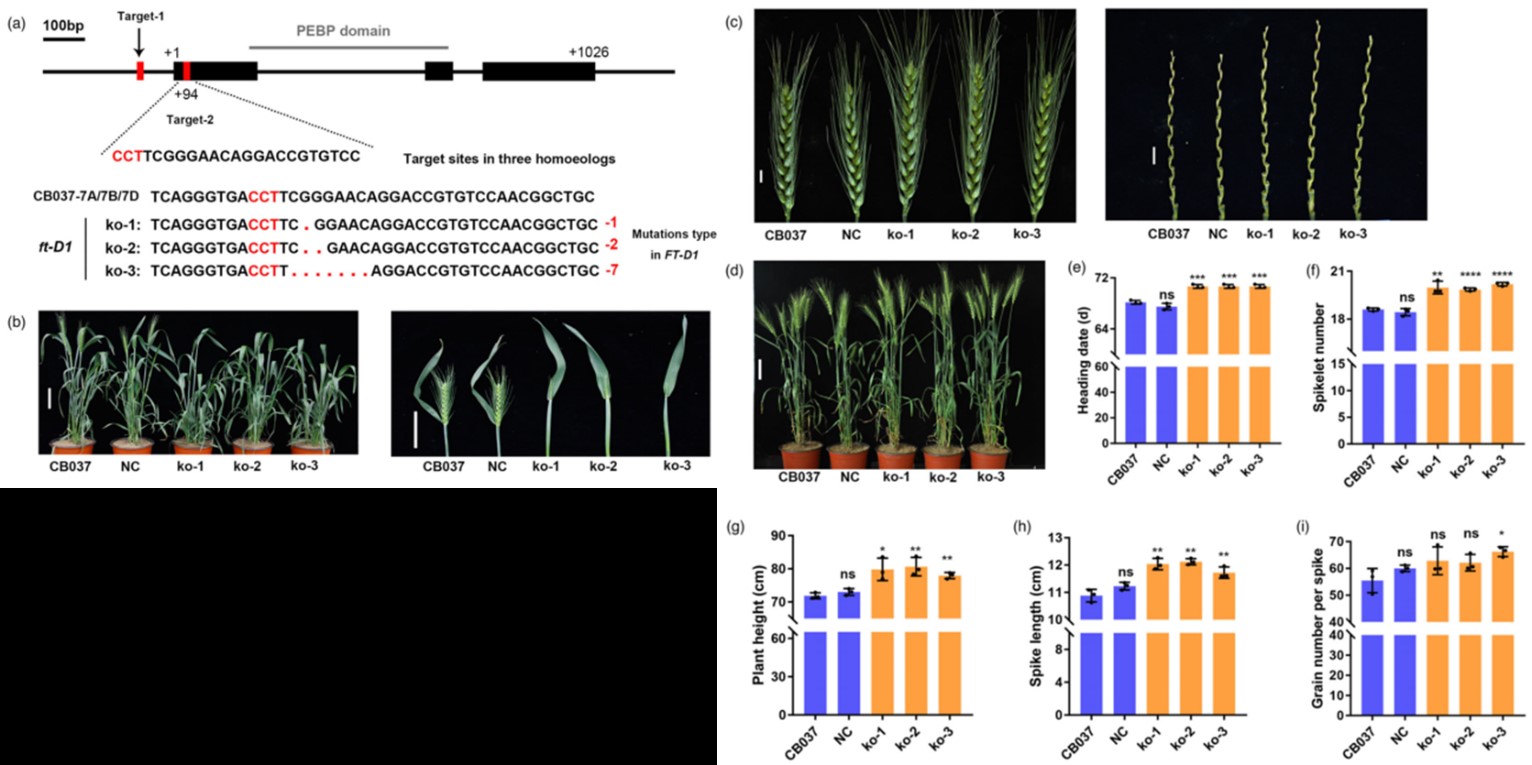 (a)
100bp
Target-1
+1
PEBP domain
+1026
+94
Target-2
CCTTCGGGAACAGGACCGTGTCC
Target sites in three homoeologs
CB037-7A/7B/7D TCAGGGTGACCTTCGGGAACAGGACCGTGTCCAACGGCTGC
ft-D1
ko-1: TCAGGGTGACCTTC.GGAACAGGACCGTGTCCAACGGCTGC -1
ko-2: TCAGGGTGACCTTC..GAACAGGACCGTGTCCAACGGCTGC -2
ko-3: TCAGGGTGACCTT.......AGGACCGTGTCCAACGGCTGC -7
Mutations type
in FT-D1
(b)
CB037 NC ko-1 ko-2 ko-3
CB037 NC ko-1 ko-2 ko-3
(c)
CB037 NC ko-1 ko-2 ko-3
CB037 NC ko-1 ko-2 ko-3
(d)
CB037 NC ko-1 ko-2 ko-3
(e)
Heading date (d)
72
64
60
40
20
0
ns *** *** ***
CB037 NC ko-1 ko-2 ko-3
(f)
Spikelet number
21
18
15
10
5
0
ns ** **** ****
CB037 NC ko-1 ko-2 ko-3
(g)
Plant height (cm)
90
80
70
60
30
0
ns * ** **
CB037 NC ko-1 ko-2 ko-3
(h)
Spike length (cm)
13
12
11
10
8
4
0
ns ** ** **
CB037 NC ko-1 ko-2 ko-3
(i)
Grain number per spike
70
60
50
40
40
30
20
10
0
ns ns ns *
CB037 NC ko-1 ko-2 ko-3